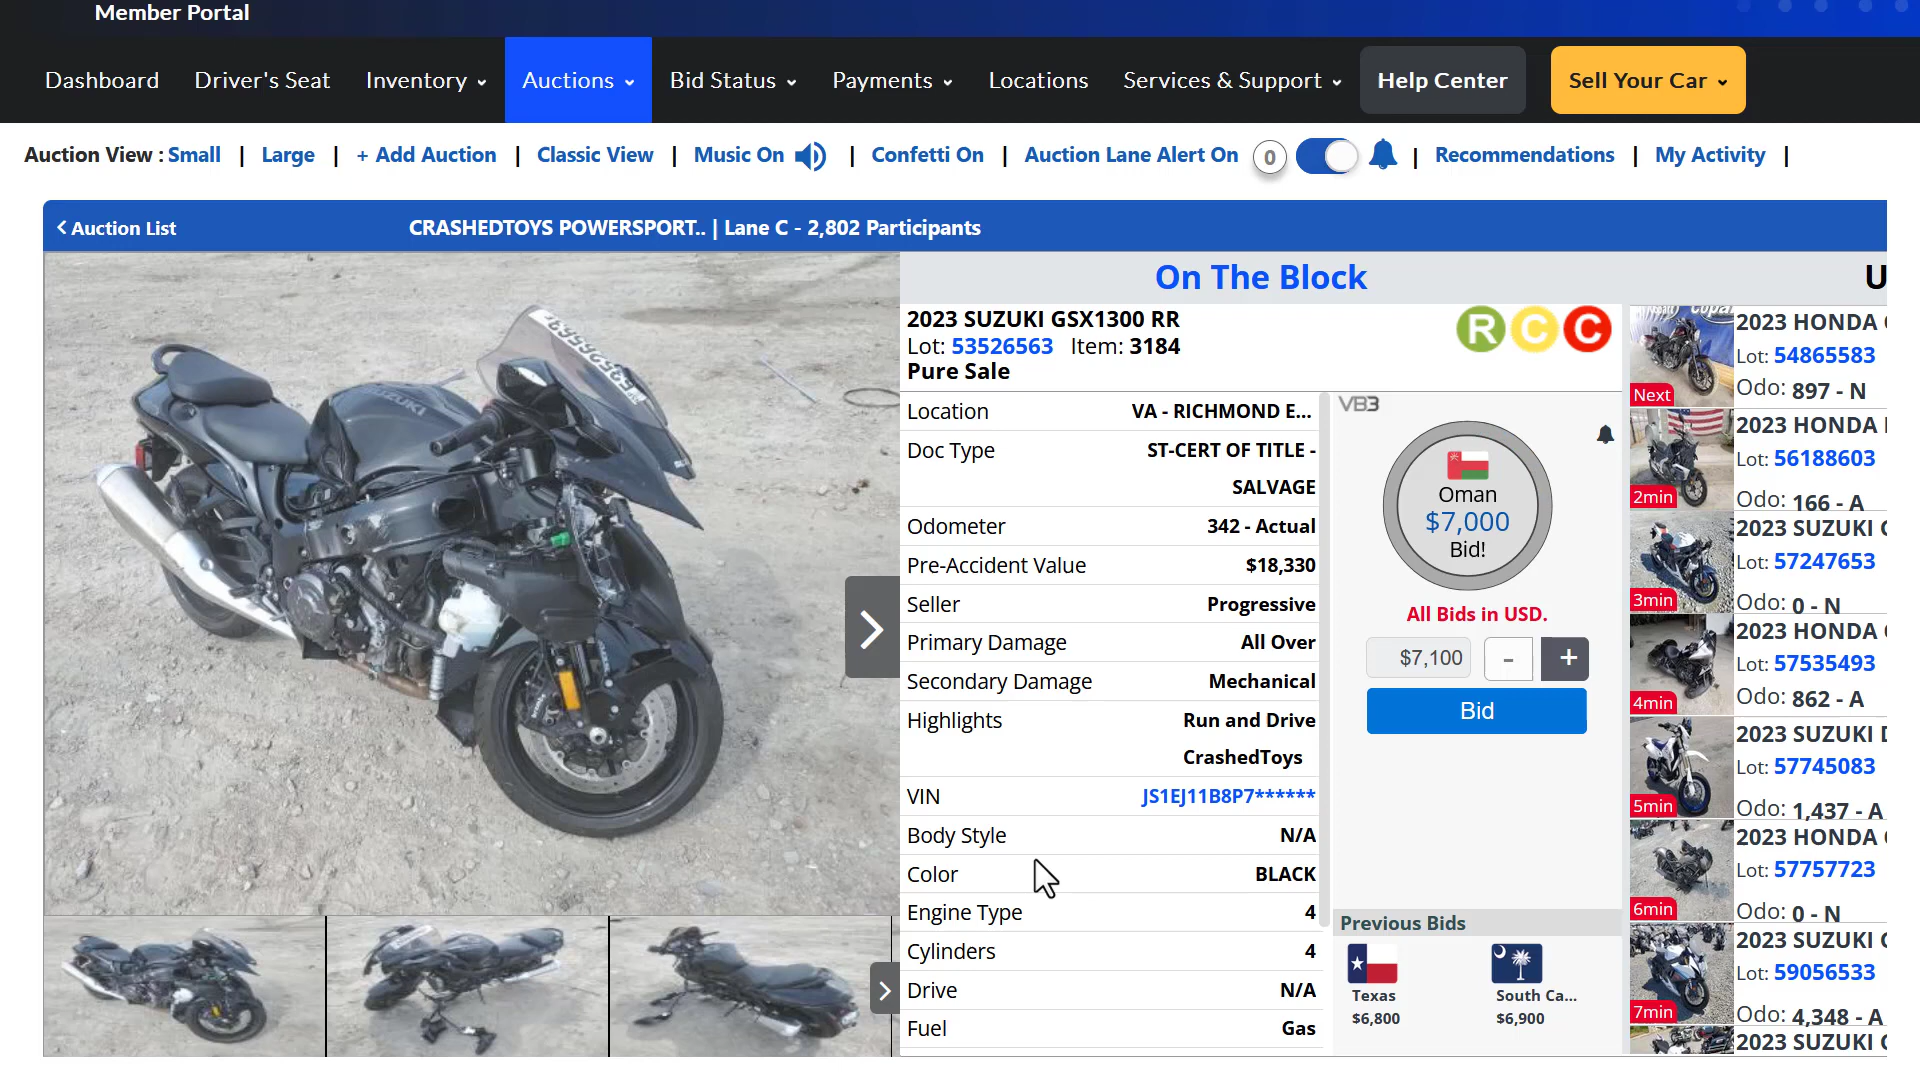 Member Portal
Dashboard
Driver's Seat
Inventory
Auctions
Bid Status
Payments
Locations
Services & Support
Help Center
Sell Your Car
Auction View : Small | Large | + Add Auction | Classic View | Music On | Confetti On | Auction Lane Alert On 0 | Recommendations | My Activity |
Auction List
CRASHEDTOYS POWERSPORT.. | Lane C - 2,802 Participants
SUZUKI
On The Block
2023 SUZUKI GSX1300 RR
Lot: 53526563 Item: 3184
Pure Sale
R C C
Location VA - RICHMOND E...
Doc Type ST-CERT OF TITLE -
SALVAGE
Odometer 342 - Actual
Pre-Accident Value $18,330
Seller Progressive
Primary Damage All Over
Secondary Damage Mechanical
Highlights Run and Drive
CrashedToys
VIN JS1EJ11B8P7******
Body Style N/A
Color BLACK
Engine Type 4
Cylinders 4
Drive N/A
Fuel Gas
VB3
Oman
$7,000
Bid!
All Bids in USD.
$7,100 - +
Bid
Previous Bids
Texas
$6,800
South Ca...
$6,900
U
Next
2023 HONDA
Lot: 54865583
Odo: 897 - N
2min
2023 HONDA
Lot: 56188603
Odo: 166 - A
3min
2023 SUZUKI
Lot: 57247653
Odo: 0 - N
4min
2023 HONDA
Lot: 57535493
Odo: 862 - A
5min
2023 SUZUKI
Lot: 57745083
Odo: 1,437 - A
6min
2023 HONDA
Lot: 57757723
Odo: 0 - N
7min
2023 SUZUKI
Lot: 59056533
Odo: 4,348 - A
2023 SUZUKI